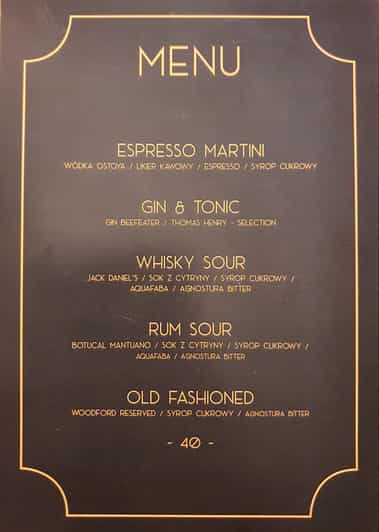 MENU
ESPRESSO MARTINI
WÓDKA OSTOYA / LIKIER KAWOWY / ESPRESSO / SYROP CUKROWY
GIN & TONIC
GIN BEEFEATER / THOMAS HENRY - SELECTION
WHISKY SOUR
JACK DANIEL'S / SOK Z CYTRYNY / SYROP CUKROWY /
AQUAFABA / AGNOSTURA BITTER
RUM SOUR
BOTUCAL MANTUANO / SOK Z CYTRYNY / SYROP CUKROWY /
AQUAFABA / AGNOSTURA BITTER
OLD FASHIONED
WOODFORD RESERVED / SYROP CUKROWY / AGNOSTURA BITTER
- 40 -